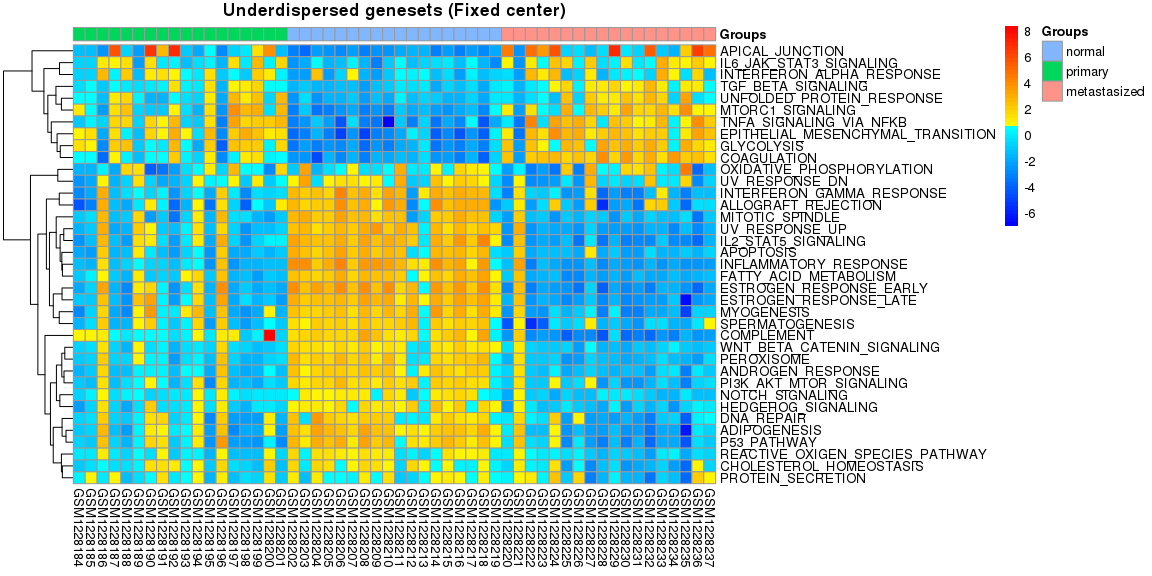 Underdispersed genesets (Fixed center)
Groups
APICAL_JUNCTION
IL6_JAK_STAT3_SIGNALING
INTERFERON_ALPHA_RESPONSE
TGF_BETA_SIGNALING
UNFOLDED_PROTEIN_RESPONSE
MTORC1_SIGNALING
TNFA_SIGNALING_VIA_NFKB
EPITHELIAL_MESENCHYMAL_TRANSITION
GLYCOLYSIS
COAGULATION
OXIDATIVE_PHOSPHORYLATION
UV_RESPONSE_DN
INTERFERON_GAMMA_RESPONSE
ALLOGRAFT_REJECTION
MITOTIC_SPINDLE
UV_RESPONSE_UP
IL2_STAT5_SIGNALING
APOPTOSIS
INFLAMMATORY_RESPONSE
FATTY_ACID_METABOLISM
ESTROGEN_RESPONSE_EARLY
ESTROGEN_RESPONSE_LATE
MYOGENESIS
SPERMATOGENESIS
COMPLEMENT
WNT_BETA_CATENIN_SIGNALING
PEROXISOME
ANDROGEN_RESPONSE
PI3K_AKT_MTOR_SIGNALING
NOTCH_SIGNALING
HEDGEHOG_SIGNALING
DNA_REPAIR
ADIPOGENESIS
P53_PATHWAY
REACTIVE_OXIGEN_SPECIES_PATHWAY
CHOLESTEROL_HOMEOSTASIS
PROTEIN_SECRETION
GSM1228184
GSM1228185
GSM1228186
GSM1228187
GSM1228188
GSM1228189
GSM1228190
GSM1228191
GSM1228192
GSM1228193
GSM1228194
GSM1228195
GSM1228196
GSM1228197
GSM1228198
GSM1228199
GSM1228200
GSM1228201
GSM1228202
GSM1228203
GSM1228204
GSM1228205
GSM1228206
GSM1228207
GSM1228208
GSM1228209
GSM1228210
GSM1228211
GSM1228212
GSM1228213
GSM1228214
GSM1228215
GSM1228216
GSM1228217
GSM1228218
GSM1228219
GSM1228220
GSM1228221
GSM1228222
GSM1228223
GSM1228224
GSM1228225
GSM1228226
GSM1228227
GSM1228228
GSM1228229
GSM1228230
GSM1228231
GSM1228232
GSM1228233
GSM1228234
GSM1228235
GSM1228236
GSM1228237
8
6
4
2
0
-2
-4
-6
Groups
normal
primary
metastasized